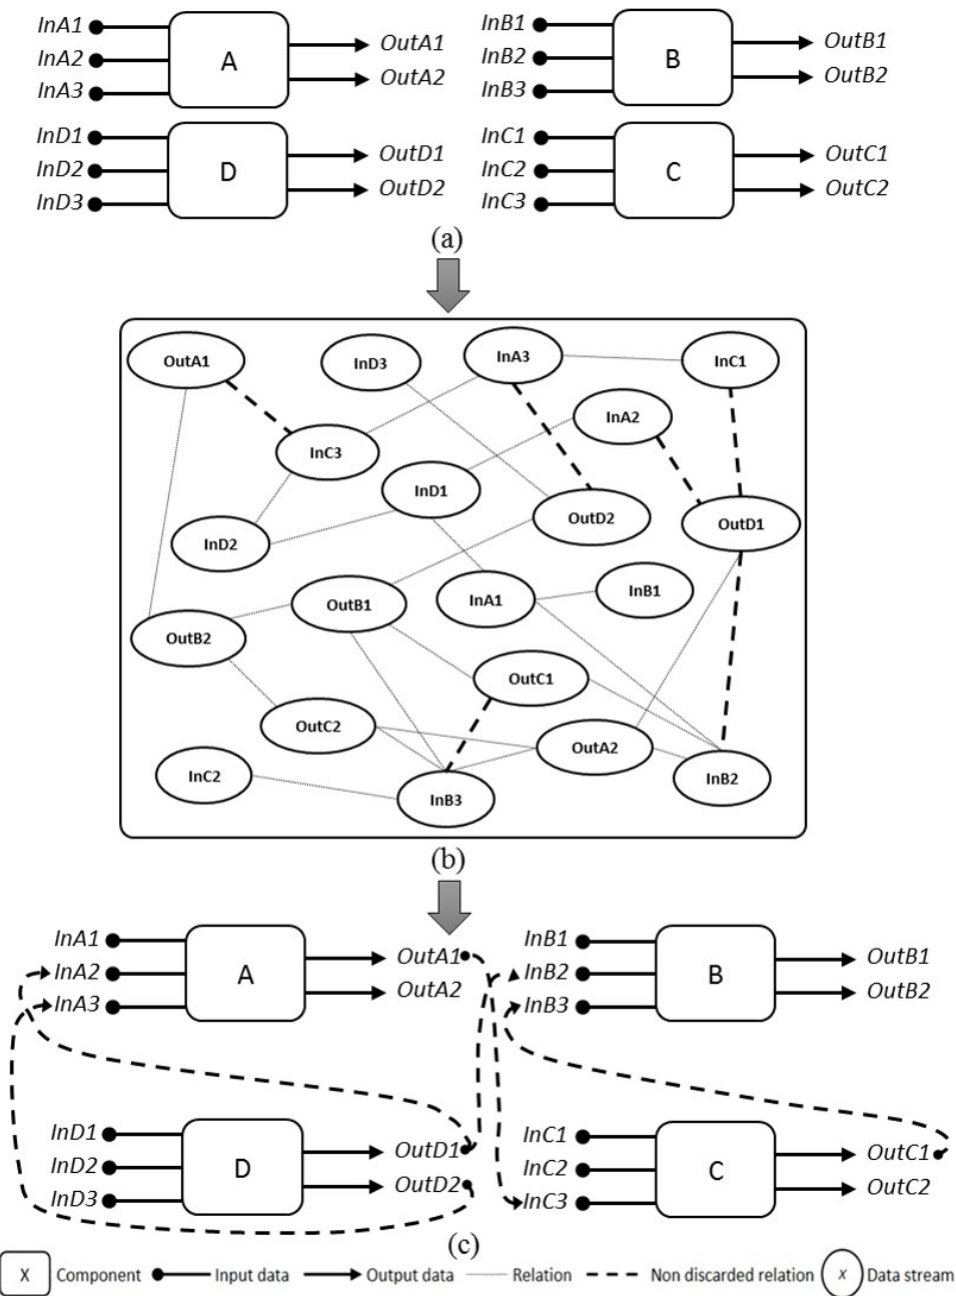 InA1
InA2
InA3
A
OutA1
OutA2
InB1
InB2
InB3
B
OutB1
OutB2
InD1
InD2
InD3
D
OutD1
OutD2
InC1
InC2
InC3
C
OutC1
OutC2
(a)
OutA1
InD3
InA3
InC1
InA2
InC3
InD1
OutD2
OutD1
InD2
OutB1
InA1
InB1
OutB2
OutC1
OutC2
OutA2
InC2
InB3
InB2
(b)
InA1
InA2
InA3
A
OutA1
OutA2
InB1
InB2
InB3
B
OutB1
OutB2
InD1
InD2
InD3
D
OutD1
OutD2
InC1
InC2
InC3
C
OutC1
OutC2
(c)
X Component Input data Output data Relation Non discarded relation x Data stream